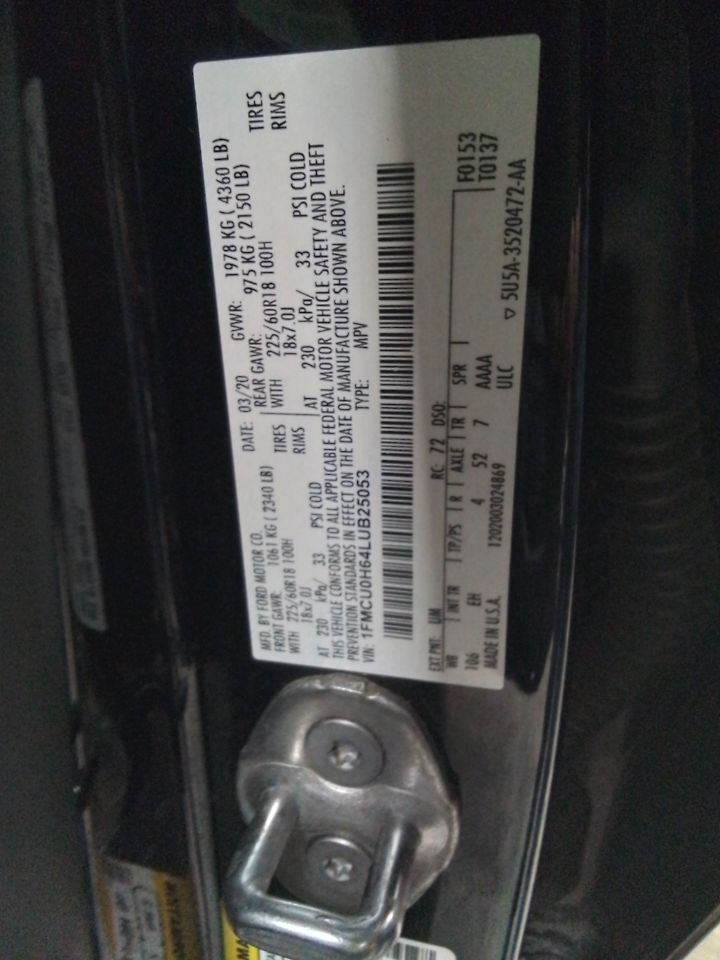 MFD. BY FORD MOTOR CO.
DATE: 03/20 GVWR: 1978 KG ( 4360 LB)
FRONT GAWR: 1061 KG ( 2340 LB) REAR GAWR: 975 KG ( 2150 LB)
WITH 225/60R18 100H TIRES WITH 225/60R18 100H TIRES
18x7.0J RIMS 18x7.0J RIMS
AT 230 kPa/ 33 PSI COLD AT 230 kPa/ 33 PSI COLD
THIS VEHICLE CONFORMS TO ALL APPLICABLE FEDERAL MOTOR VEHICLE SAFETY AND THEFT
PREVENTION STANDARDS IN EFFECT ON THE DATE OF MANUFACTURE SHOWN ABOVE.
VIN: 1FMCU0H64LUB25053 TYPE: MPV
EXT PNT: UM RC: 72 DSO:
WB INT TR TP/PS R AXLE TR SPR F0153
106 EH 4 52 7 AAAA T0137
MADE IN U.S.A. 1202003024869 ULC
▽ 5U5A-3520472-AA